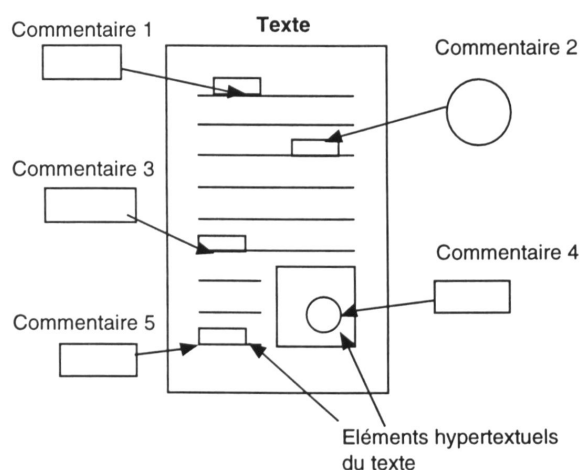 Commentaire 1
Texte
Commentaire 2
Commentaire 3
Commentaire 4
Commentaire 5
Eléments hypertextuels
du texte